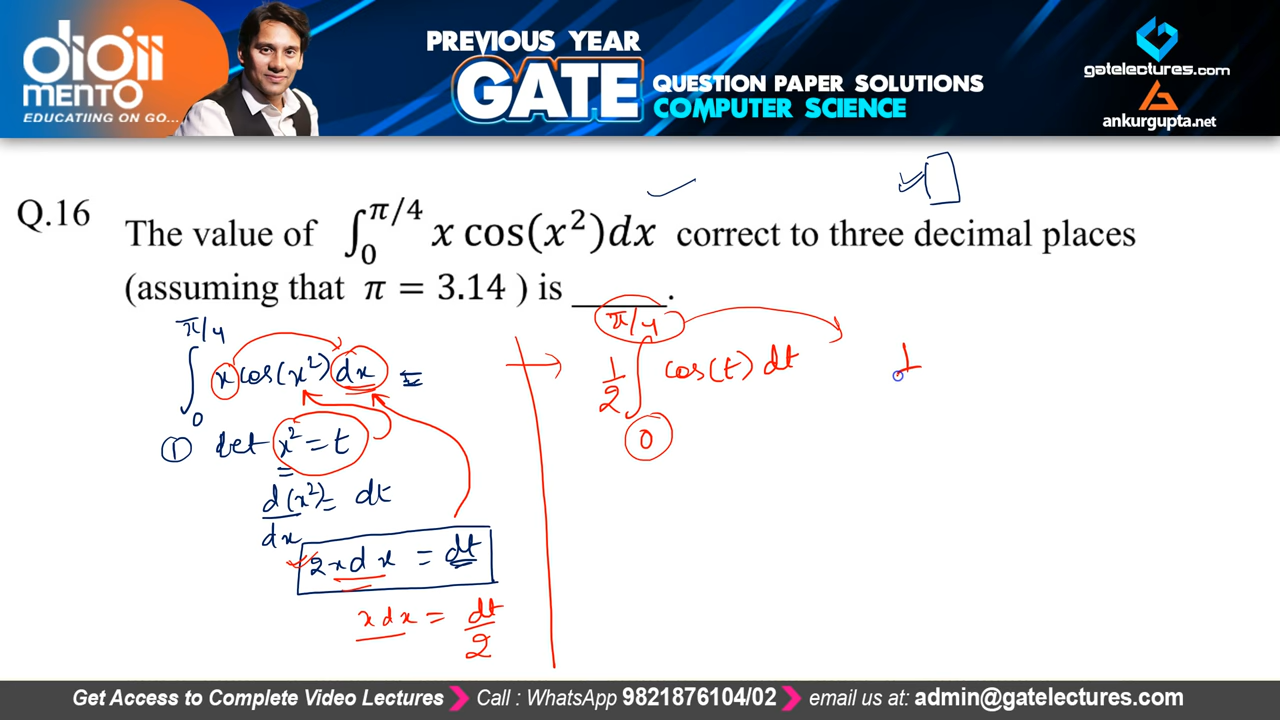 digii
mento
EDUCATIING ON GO...
PREVIOUS YEAR
GATE
QUESTION PAPER SOLUTIONS
COMPUTER SCIENCE
gatelectures.com
ankurgupta.net
Q.16 The value of ∫₀^{π/4} x cos(x²)dx correct to three decimal places
(assuming that π = 3.14 ) is ______.
∫₀^{π/4} x cos(x²) dx =
① Let x² = t
d(x²)/dx = dt
2x dx = dt
x dx = dt/2
→ 1/2 ∫₀^{π/4} cos(t) dt
1
Get Access to Complete Video Lectures
Call : WhatsApp 9821876104/02
email us at: admin@gatelectures.com